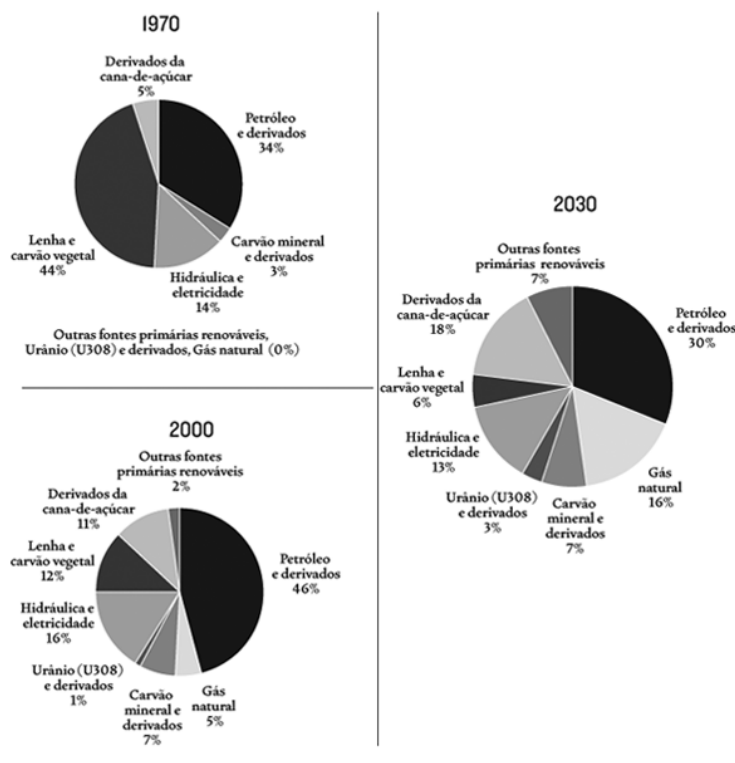 1970
Derivados da
cana-de-açúcar
5%
Petróleo
e derivados
34%
Lenha e
carvão vegetal
44%
Carvão mineral
e derivados
3%
Hidráulica e
eletricidade
14%
Outras fontes primárias renováveis,
Urânio (U308) e derivados, Gás natural (0%)
2000
Outras fontes
primárias renováveis
2%
Derivados da
cana-de-açúcar
11%
Petróleo
e derivados
46%
Lenha e
carvão vegetal
12%
Hidráulica e
eletricidade
16%
Urânio (U308)
e derivados
1%
Carvão
mineral e
derivados
7%
Gás
natural
5%
2030
Outras fontes
primárias renováveis
7%
Derivados da
cana-de-açúcar
18%
Petróleo
e derivados
30%
Lenha e
carvão vegetal
6%
Hidráulica e
eletricidade
13%
Urânio (U308)
e derivados
3%
Carvão
mineral e
derivados
7%
Gás
natural
16%